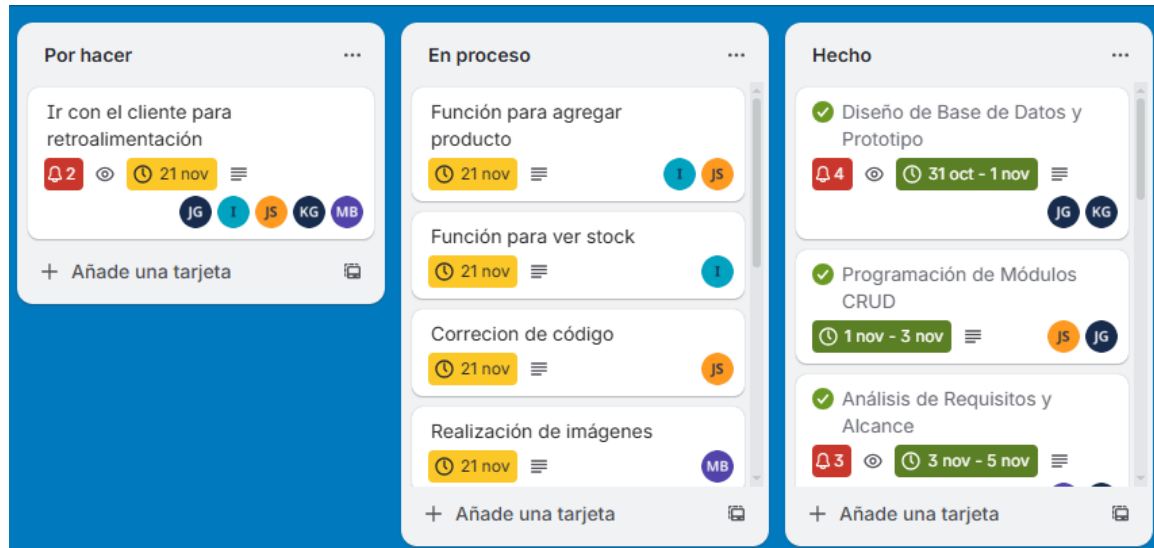 Por hacer
Ir con el cliente para
retroalimentación
2
21 nov
JG I JS KG MB
+ Añade una tarjeta
En proceso
Función para agregar
producto
21 nov
I JS
Función para ver stock
21 nov
I
Correcion de código
21 nov
JS
Realización de imágenes
21 nov
MB
+ Añade una tarjeta
Hecho
Diseño de Base de Datos y
Prototipo
4
31 oct - 1 nov
JG KG
Programación de Módulos
CRUD
1 nov - 3 nov
JS JG
Análisis de Requisitos y
Alcance
3
3 nov - 5 nov
+ Añade una tarjeta